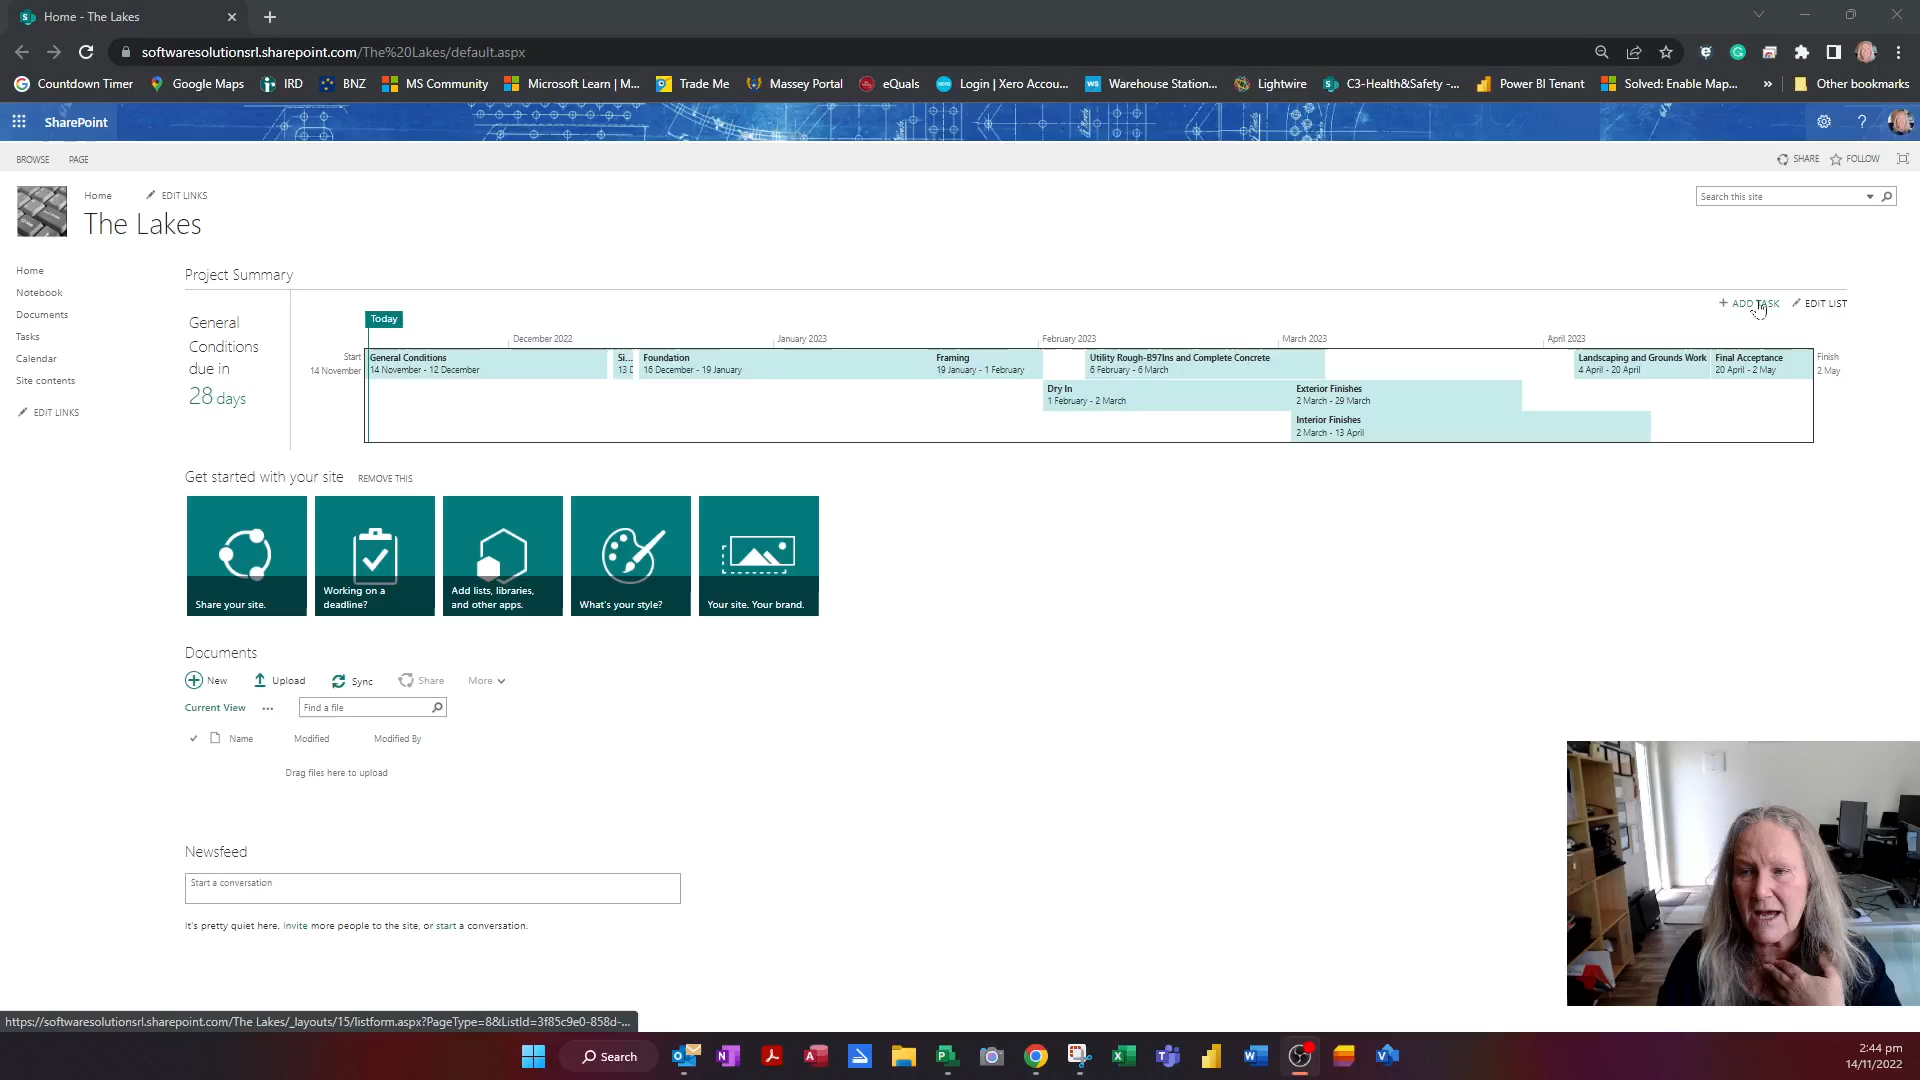 Home - The Lakes
softwaresolutionsrl.sharepoint.com/The%20Lakes/default.aspx
Countdown Timer
Google Maps
IRD
BNZ
MS Community
Microsoft Learn | M...
Trade Me
Massey Portal
eQuals
Login | Xero Accou...
Warehouse Station...
Lightwire
C3-Health&Safety -...
Power BI Tenant
Solved: Enable Map...
»
Other bookmarks
SharePoint
BROWSE
PAGE
SHARE
FOLLOW
Home
EDIT LINKS
Search this site
The Lakes
Home
Notebook
Documents
Tasks
Calendar
Site contents
EDIT LINKS
Project Summary
ADD TASK
EDIT LIST
General
Conditions
due in
28 days
Today
December 2022
January 2023
February 2023
March 2023
April 2023
Start
14 November
General Conditions
14 November - 12 December
Si...
13 D
Foundation
16 December - 19 January
Framing
19 January - 1 February
Utility Rough-B97Ins and Complete Concrete
6 February - 6 March
Landscaping and Grounds Work
4 April - 20 April
Final Acceptance
20 April - 2 May
Finish
2 May
Dry In
1 February - 2 March
Exterior Finishes
2 March - 29 March
Interior Finishes
2 March - 13 April
Get started with your site
REMOVE THIS
Share your site.
Working on a
deadline?
Add lists, libraries,
and other apps.
What's your style?
Your site. Your brand.
Documents
New
Upload
Sync
Share
More
Current View
...
Find a file
Name
Modified
Modified By
Drag files here to upload
Newsfeed
Start a conversation
It's pretty quiet here. Invite more people to the site, or start a conversation.
https://softwaresolutionsrl.sharepoint.com/The Lakes/_layouts/15/listform.aspx?PageType=8&ListId=3f85c9e0-858d-...
Search
2:44 pm
14/11/2022